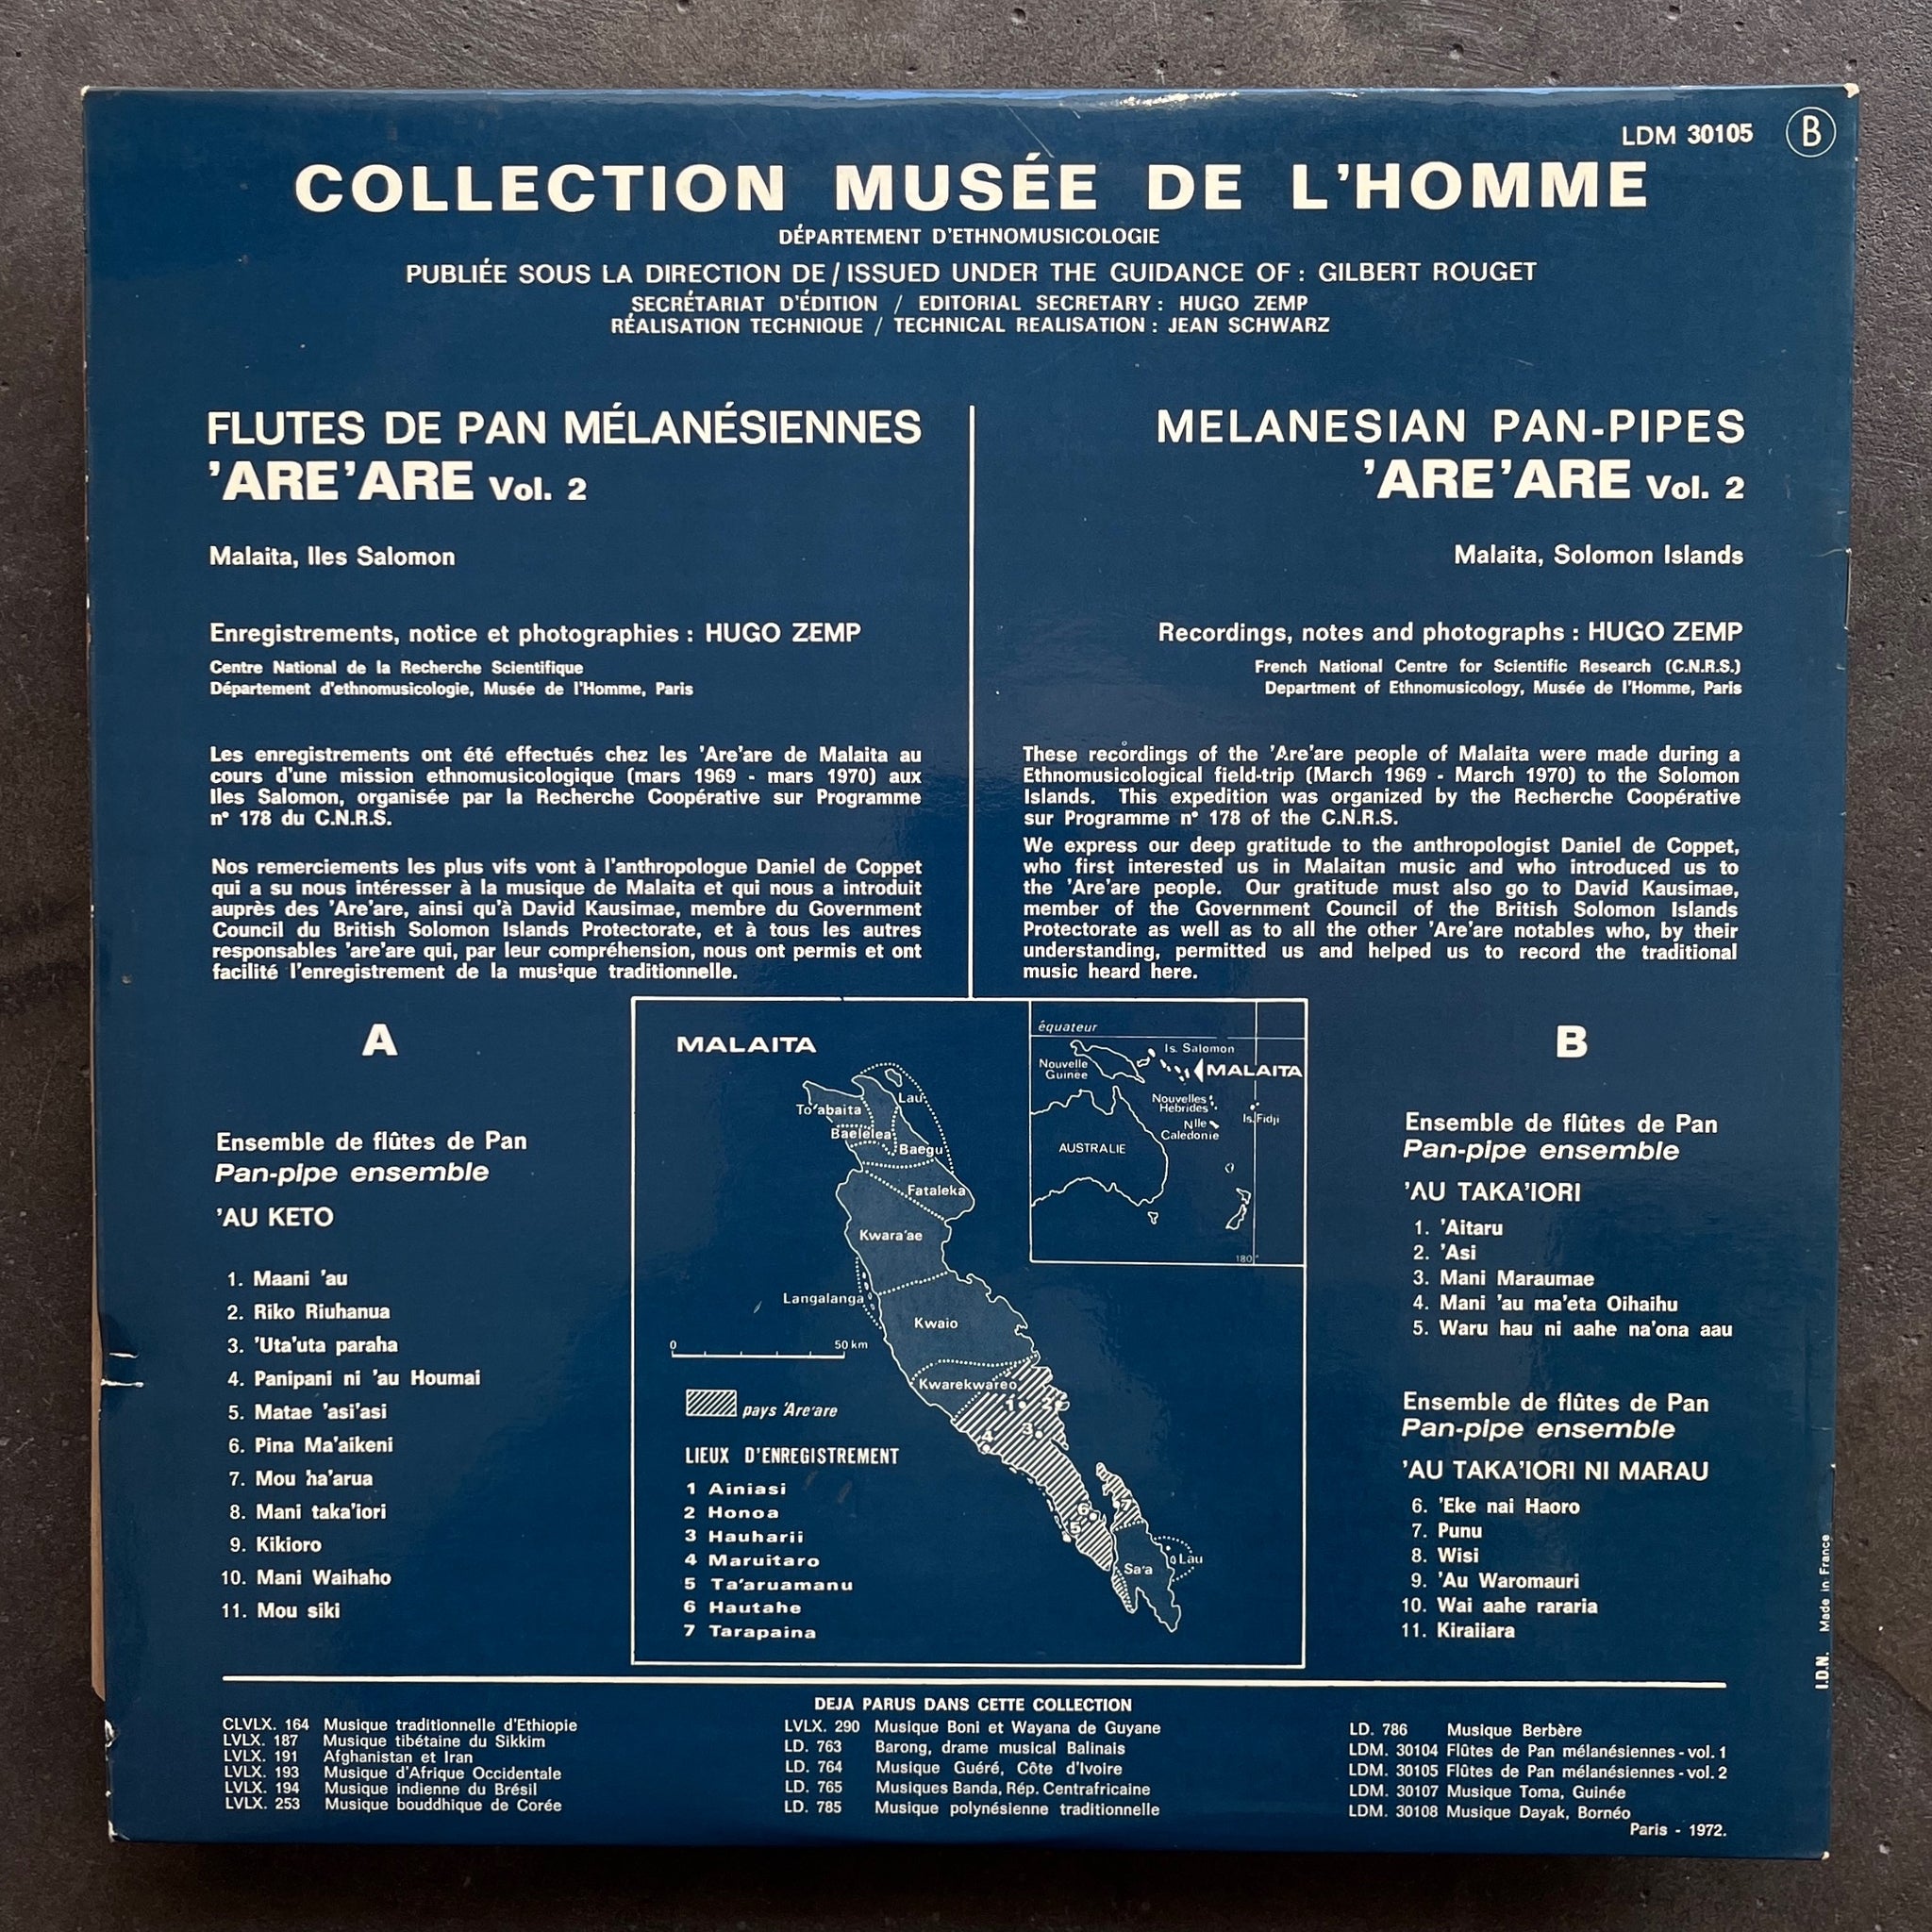 LDM 30105 B
COLLECTION MUSÉE DE L'HOMME
DÉPARTEMENT D'ETHNOMUSICOLOGIE
PUBLIÉE SOUS LA DIRECTION DE / ISSUED UNDER THE GUIDANCE OF : GILBERT ROUGET
SECRÉTARIAT D'ÉDITION / EDITORIAL SECRETARY : HUGO ZEMP
RÉALISATION TECHNIQUE / TECHNICAL REALISATION : JEAN SCHWARZ
FLUTES DE PAN MÉLANÉSIENNES
'ARE'ARE Vol. 2
Malaita, Iles Salomon
Enregistrements, notice et photographies : HUGO ZEMP
Centre National de la Recherche Scientifique
Département d'ethnomusicologie, Musée de l'Homme, Paris
Les enregistrements ont été effectués chez les 'Are'are de Malaita au
cours d'une mission ethnomusicologique (mars 1969 - mars 1970) aux
Iles Salomon, organisée par la Recherche Coopérative sur Programme
n° 178 du C.N.R.S.
Nos remerciements les plus vifs vont à l'anthropologue Daniel de Coppet
qui a su nous intéresser à la musique de Malaita et qui nous a introduit
auprès des 'Are'are, ainsi qu'à David Kausimae, membre du Government
Council du British Solomon Islands Protectorate, et à tous les autres
responsables 'are'are qui, par leur compréhension, nous ont permis et ont
facilité l'enregistrement de la musique traditionnelle.
MELANESIAN PAN-PIPES
'ARE'ARE Vol. 2
Malaita, Solomon Islands
Recordings, notes and photographs : HUGO ZEMP
French National Centre for Scientific Research (C.N.R.S.)
Department of Ethnomusicology, Musée de l'Homme, Paris
These recordings of the 'Are'are people of Malaita were made during a
Ethnomusicological field-trip (March 1969 - March 1970) to the Solomon
Islands. This expedition was organized by the Recherche Coopérative
sur Programme n° 178 of the C.N.R.S.
We express our deep gratitude to the anthropologist Daniel de Coppet,
who first interested us in Malaitan music and who introduced us to
the 'Are'are people. Our gratitude must also go to David Kausimae,
member of the Government Council of the British Solomon Islands
Protectorate as well as to all the other 'Are'are notables who, by their
understanding, permitted us and helped us to record the traditional
music heard here.
A
Ensemble de flûtes de Pan
Pan-pipe ensemble
'AU KETO
1. Maani 'au
2. Riko Riuhanua
3. 'Uta'uta paraha
4. Panipani ni 'au Houmai
5. Matae 'asi'asi
6. Pina Ma'aikeni
7. Mou ha'arua
8. Mani taka'iori
9. Kikioro
10. Mani Waihaho
11. Mou siki
MALAITA
To'abaita
Lau
Baelelea
Baegu
Fataleka
Kwara'ae
Langalanga
Kwaio
0 50 km
Kwarekwareo
1 2
3
4
5
6
7
Sa'a
Lau
pays 'Are'are
LIEUX D'ENREGISTREMENT
1 Ainiasi
2 Honoa
3 Hauharii
4 Maruitaro
5 Ta'aruamanu
6 Hautahe
7 Tarapaina
équateur
Is. Salomon
Nouvelle
Guinée
MALAITA
Nouvelles
Hébrides
Is. Fidji
Nlle
Calédonie
AUSTRALIE
180°
B
Ensemble de flûtes de Pan
Pan-pipe ensemble
'AU TAKA'IORI
1. 'Aitaru
2. 'Asi
3. Mani Maraumae
4. Mani 'au ma'eta Oihaihu
5. Waru hau ni aahe na'ona aau
Ensemble de flûtes de Pan
Pan-pipe ensemble
'AU TAKA'IORI NI MARAU
6. 'Eke nai Haoro
7. Punu
8. Wisi
9. 'Au Waromauri
10. Wai aahe rararia
11. Kiraiiara
I.D.N. Made in France
DEJA PARUS DANS CETTE COLLECTION
CLVLX. 164 Musique traditionnelle d'Ethiopie
LVLX. 187 Musique tibétaine du Sikkim
LVLX. 191 Afghanistan et Iran
LVLX. 193 Musique d'Afrique Occidentale
LVLX. 194 Musique indienne du Brésil
LVLX. 253 Musique bouddhique de Corée
LVLX. 290 Musique Boni et Wayana de Guyane
LD. 763 Barong, drame musical Balinais
LD. 764 Musique Guéré, Côte d'Ivoire
LD. 765 Musiques Banda, Rép. Centrafricaine
LD. 785 Musique polynésienne traditionnelle
LD. 786 Musique Berbère
LDM. 30104 Flûtes de Pan mélanésiennes - vol. 1
LDM. 30105 Flûtes de Pan mélanésiennes - vol. 2
LDM. 30107 Musique Toma, Guinée
LDM. 30108 Musique Dayak, Bornéo
Paris - 1972.